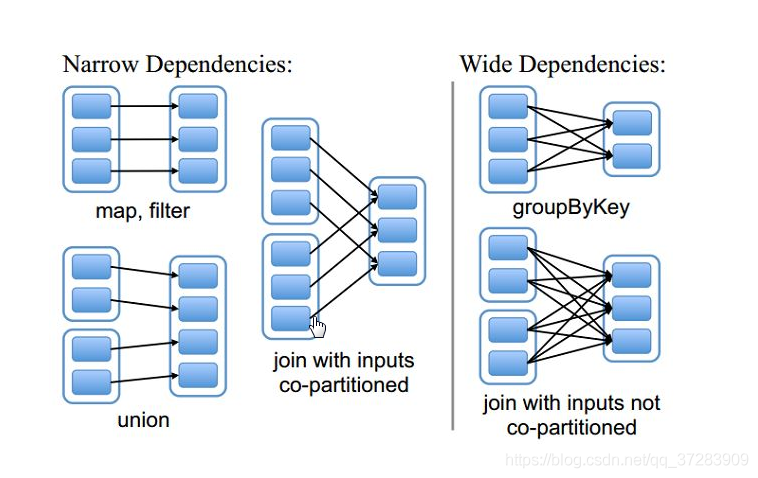 Narrow Dependencies:
Wide Dependencies:
map, filter
groupByKey
join with inputs
co-partitioned
union
join with inputs not
co-partitioned
https://blog.csdn.net/qq_37283909